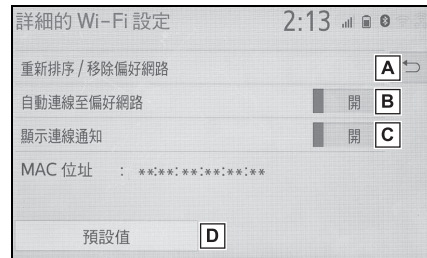 詳細的 Wi-Fi 設定 2:13
重新排序 / 移除偏好網路 A
自動連線至偏好網路 開 B
顯示連線通知 開 C
MAC 位址 : **:**:**:**:**:**
預設值 D